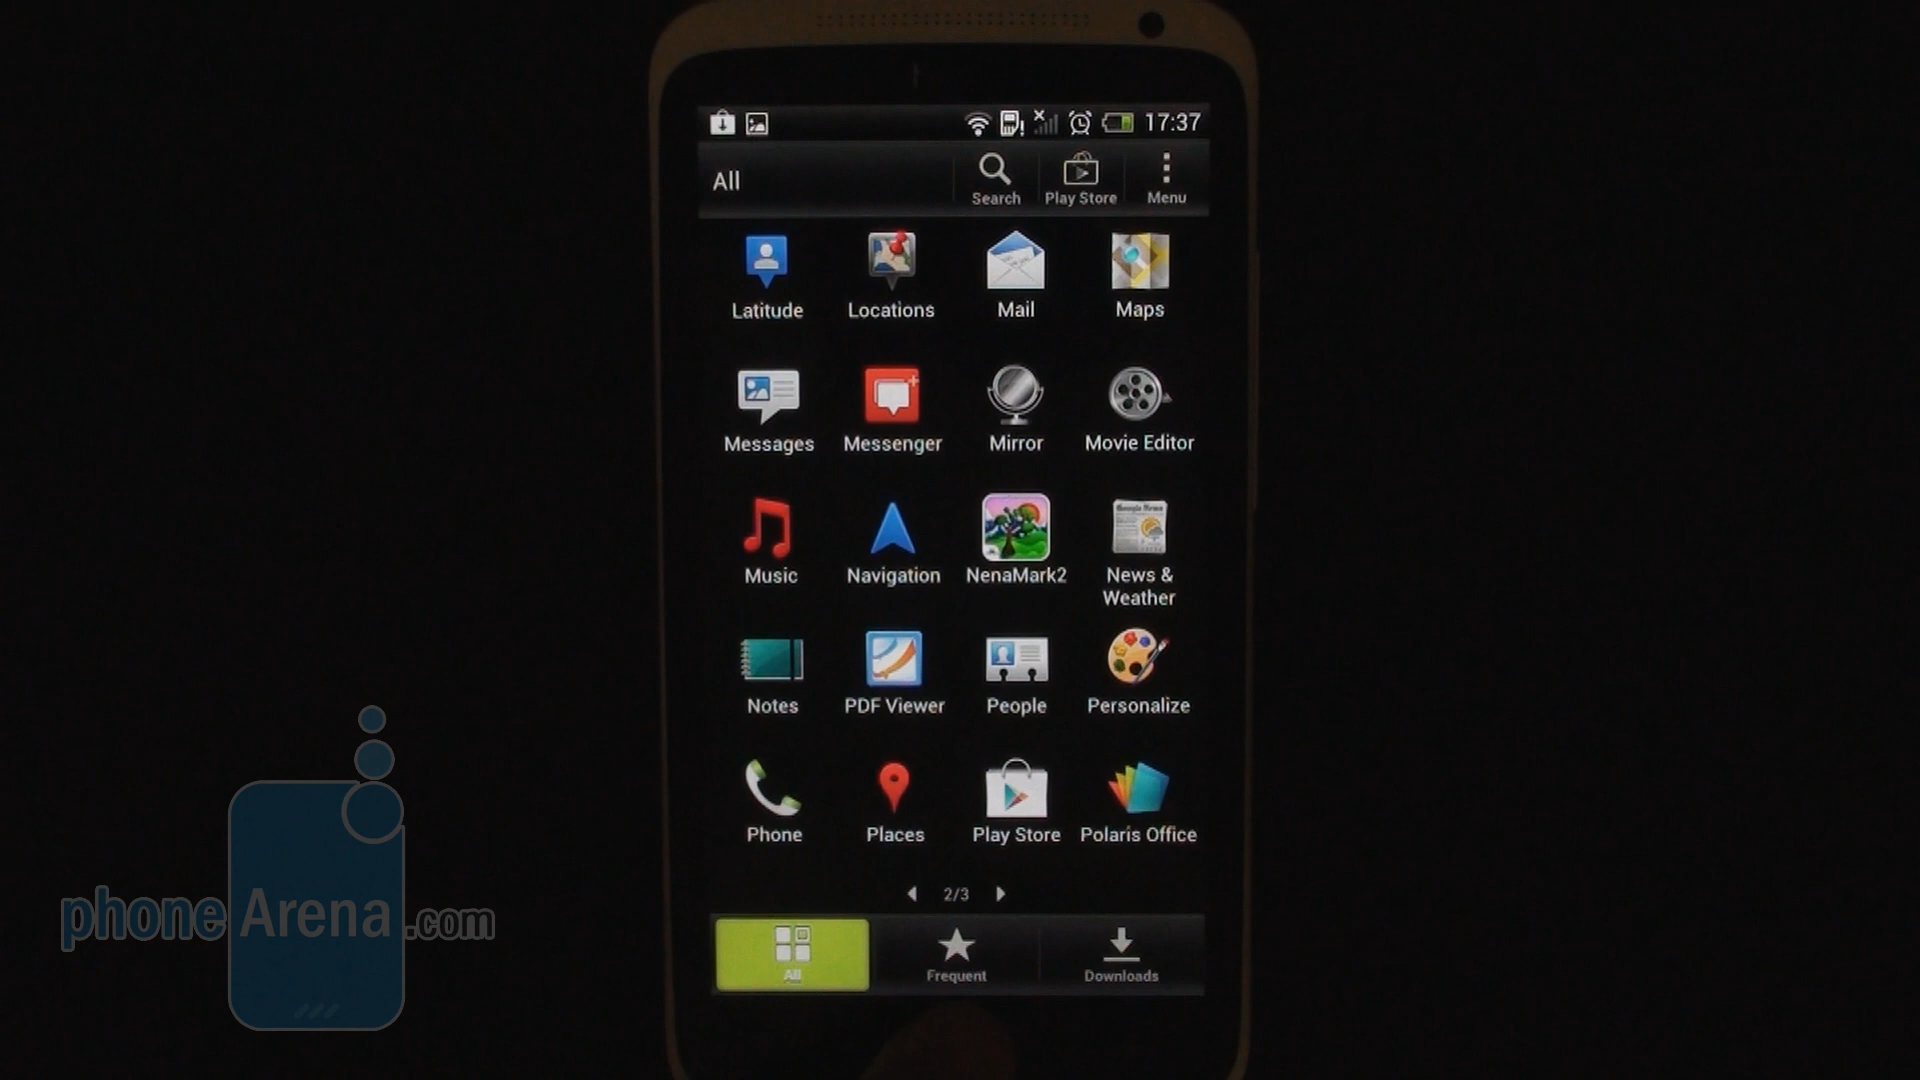 17:37
All
Search
Play Store
Menu
Latitude
Locations
Mail
Maps
Messages
Messenger
Mirror
Movie Editor
Music
Navigation
NenaMark2
News &
Weather
Google News
Notes
PDF Viewer
People
Personalize
Phone
Places
Play Store
Polaris Office
2/3
All
Frequent
Downloads
phoneArena.com